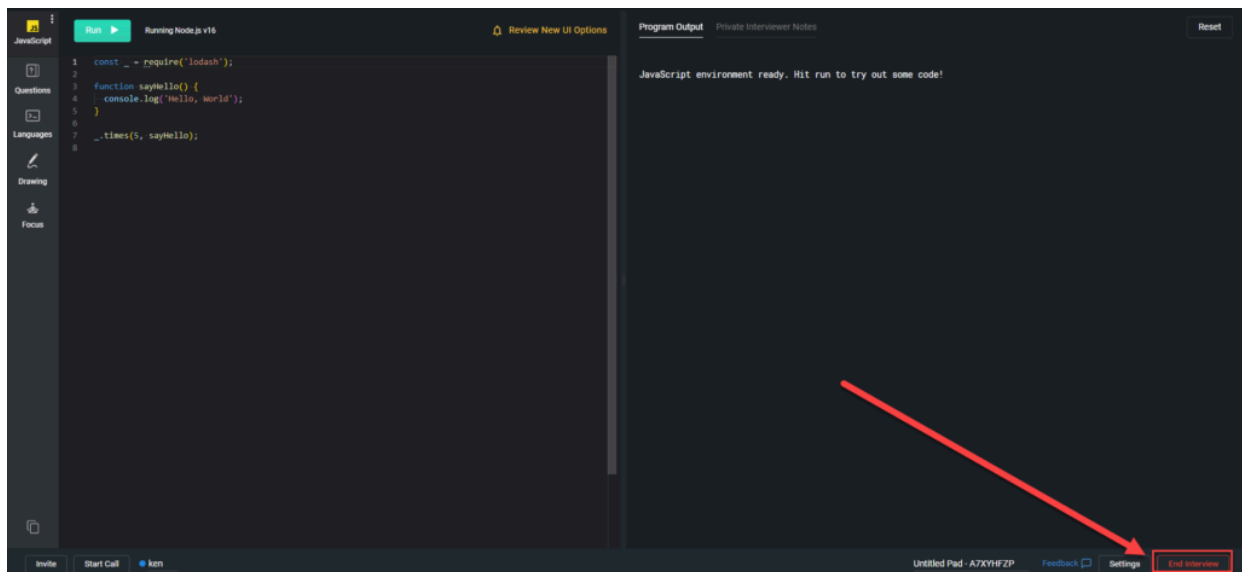 JS
JavaScript
Run
Running Node.js v16
Review New UI Options
Program Output
Private Interviewer Notes
Reset
Questions
Languages
Drawing
Focus
1 const _ = require('lodash');
2
3 function sayHello() {
4 console.log('Hello, World');
5 }
6
7 _.times(5, sayHello);
8
JavaScript environment ready. Hit run to try out some code!
Invite
Start Call
ken
Untitled Pad - A7XYHFZP
Feedback
Settings
End Interview